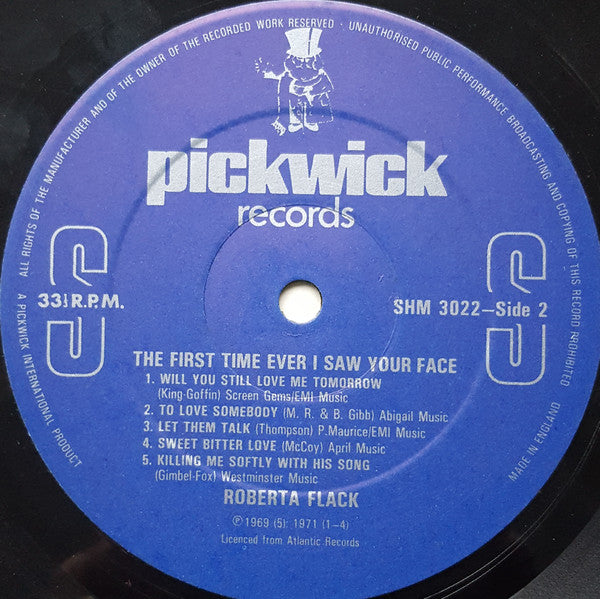 ALL RIGHTS OF THE MANUFACTURER AND OF THE OWNER OF THE RECORDED WORK RESERVED · UNAUTHORISED PUBLIC PERFORMANCE BROADCASTING AND COPYING OF THIS RECORD PROHIBITED
pickwick
records
33⅓ R.P.M.
SHM 3022–Side 2
THE FIRST TIME EVER I SAW YOUR FACE
1. WILL YOU STILL LOVE ME TOMORROW
(King-Goffin) Screen Gems/EMI Music
2. TO LOVE SOMEBODY (M. R. & B. Gibb) Abigail Music
3. LET THEM TALK (Thompson) P.Maurice/EMI Music
4. SWEET BITTER LOVE (McCoy) April Music
5. KILLING ME SOFTLY WITH HIS SONG
(Gimbel-Fox) Westminster Music
ROBERTA FLACK
℗ 1969 (5); 1971 (1–4)
Licenced from Atlantic Records
A PICKWICK INTERNATIONAL PRODUCT
MADE IN ENGLAND